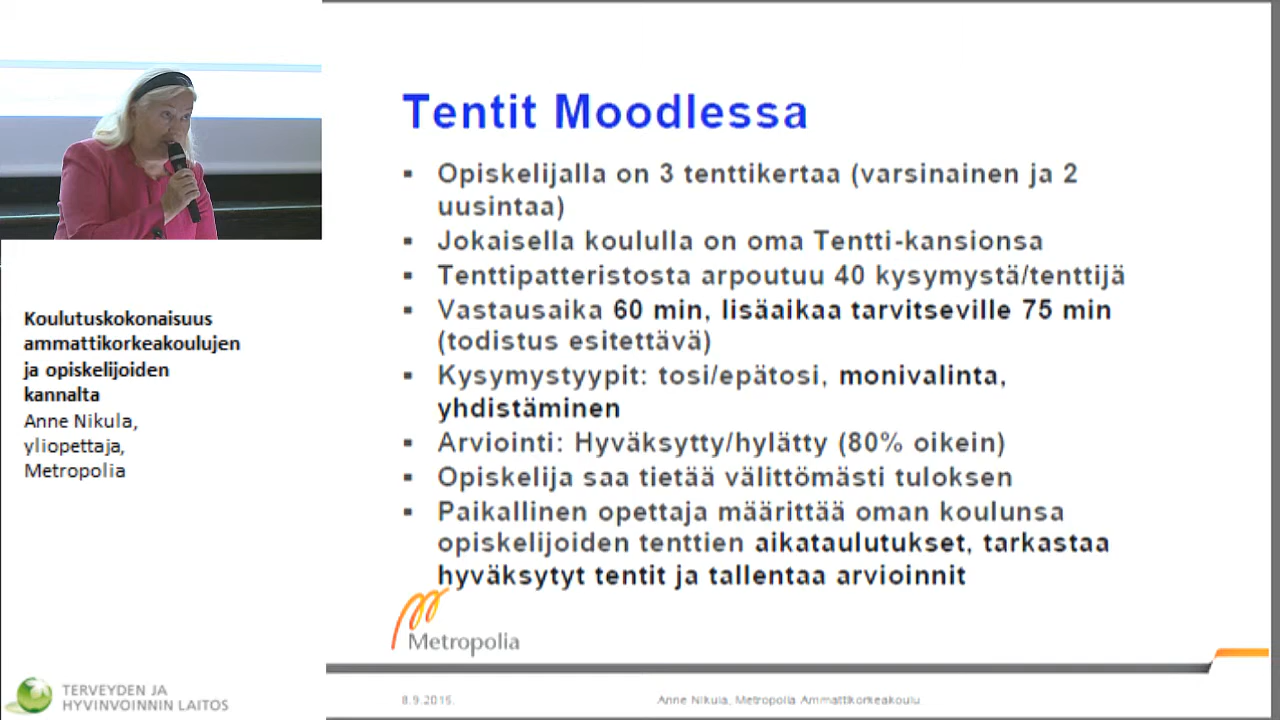 Tentit Moodlessa
▪ Opiskelijalla on 3 tenttikertaa (varsinainen ja 2
uusintaa)
▪ Jokaisella koululla on oma Tentti-kansionsa
▪ Tenttipatteristosta arpoutuu 40 kysymystä/tenttijä
▪ Vastausaika 60 min, lisäaikaa tarvitseville 75 min
(todistus esitettävä)
▪ Kysymystyypit: tosi/epätosi, monivalinta,
yhdistäminen
▪ Arviointi: Hyväksytty/hylätty (80% oikein)
▪ Opiskelija saa tietää välittömästi tuloksen
▪ Paikallinen opettaja määrittää oman koulunsa
opiskelijoiden tenttien aikataulutukset, tarkastaa
hyväksytyt tentit ja tallentaa arvioinnit
Metropolia
8.9.2015.
Anne Nikula, Metropolia Ammattikorkeakoulu
Koulutuskokonaisuus
ammattikorkeakoulujen
ja opiskelijoiden
kannalta
Anne Nikula,
yliopettaja,
Metropolia
TERVEYDEN JA
HYVINVOINNIN LAITOS